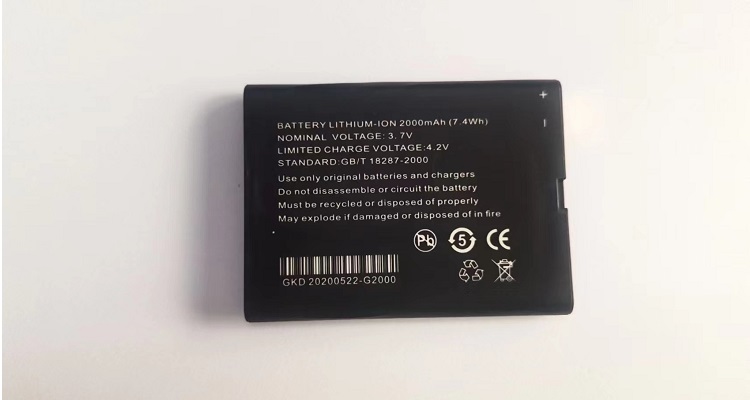 +
-
BATTERY LITHIUM-ION 2000mAh (7.4Wh)
NOMINAL VOLTAGE: 3.7V
LIMITED CHARGE VOLTAGE:4.2V
STANDARD:GB/T 18287-2000
Use only original batteries and chargers
Do not disassemble or circuit the battery
Must be recycled or disposed of properly
May explode if damaged or disposed of in fire
Pb 5 CE
GKD 20200522-G2000